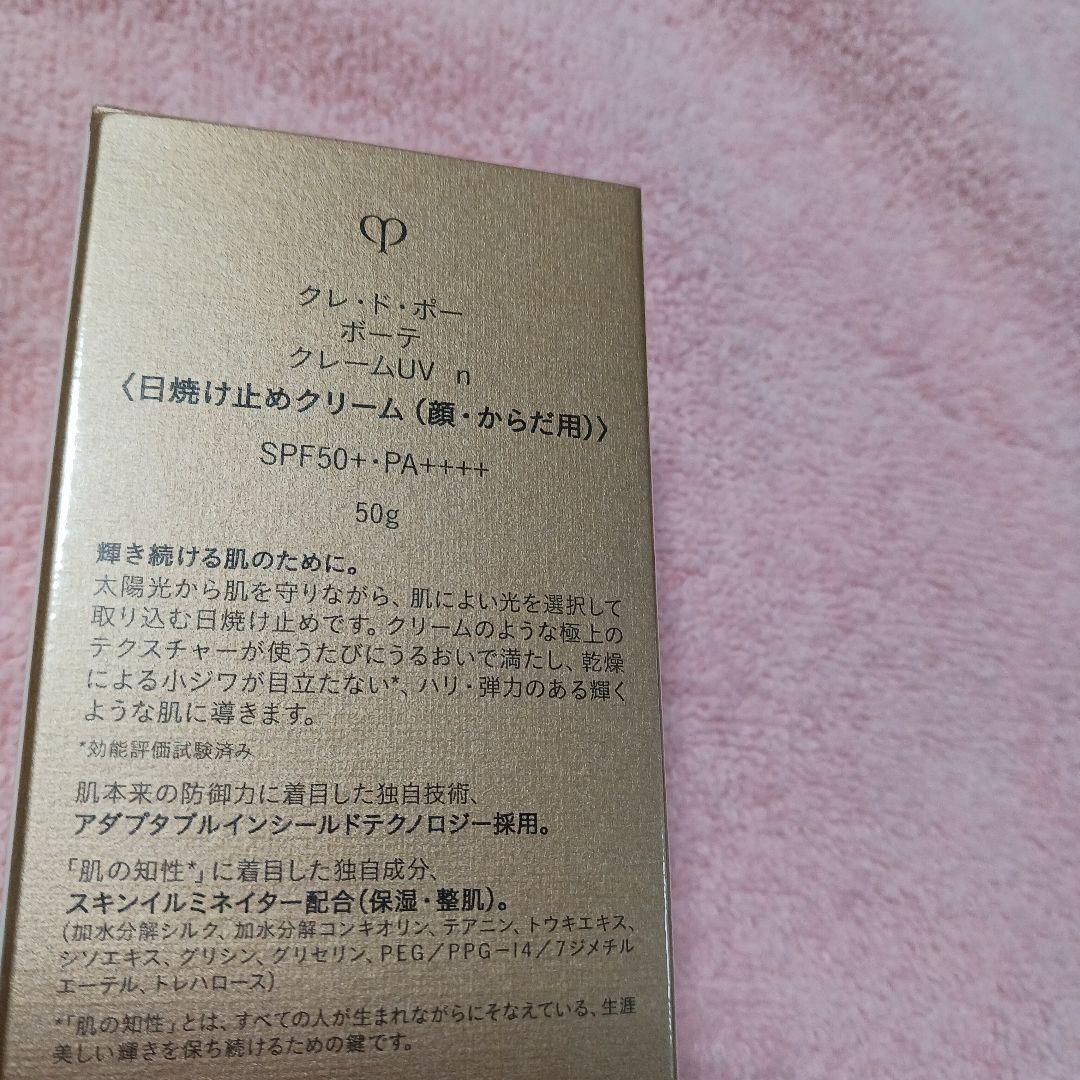 クレ・ド・ポー
ボーテ
クレームUV n
〈日焼け止めクリーム（顔・からだ用）〉
SPF50+・PA++++
50g
輝き続ける肌のために。
太陽光から肌を守りながら、肌によい光を選択して
取り込む日焼け止めです。クリームのような極上の
テクスチャーが使うたびにうるおいで満たし、乾燥
による小ジワが目立たない*、ハリ・弾力のある輝く
ような肌に導きます。
*効能評価試験済み
肌本来の防御力に着目した独自技術、
アダプタブルインシールドテクノロジー採用。
「肌の知性*」に着目した独自成分、
スキンイルミネイター配合（保湿・整肌）。
（加水分解シルク、加水分解コンキオリン、テアニン、トウキエキス、
シソエキス、グリシン、グリセリン、PEG／PPG－14／7ジメチル
エーテル、トレハロース）
*「肌の知性」とは、すべての人が生まれながらにそなえている、生涯
美しい輝きを保ち続けるための鍵です。